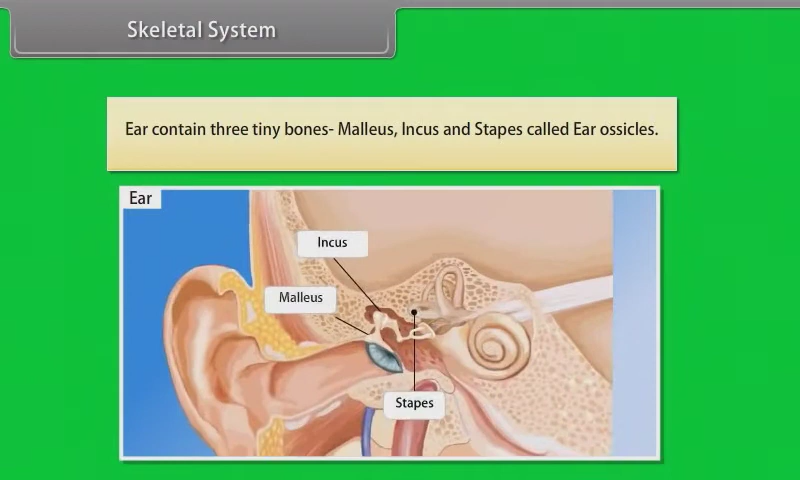 Skeletal System
Ear contain three tiny bones- Malleus, Incus and Stapes called Ear ossicles.
Ear
Incus
Malleus
Stapes